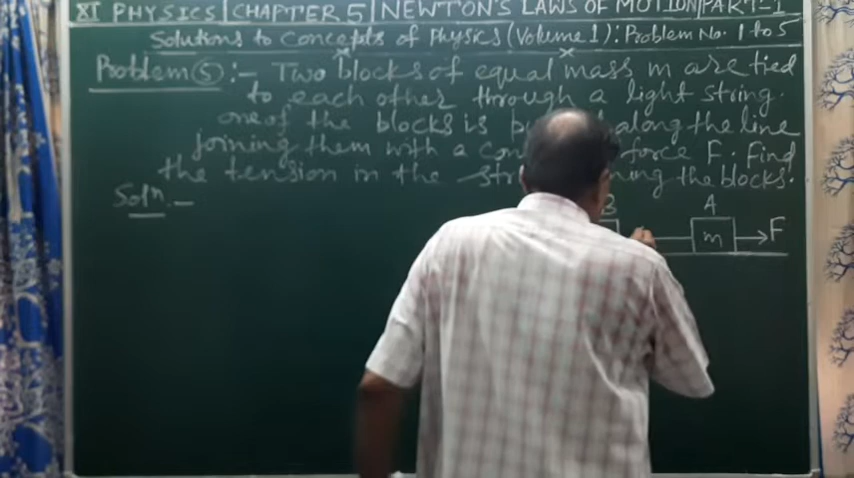 XI PHYSICS | CHAPTER 5 | NEWTON'S LAWS OF MOTION | PART-1
Solutions to Concepts of Physics (Volume 1) : Problem No. 1 to 5
Problem (5) :- Two blocks of equal mass m are tied
to each other through a light string.
one of the blocks is along the line
joining them with a force F. Find
the tension in the the blocks.
Soln. -
B A
m F